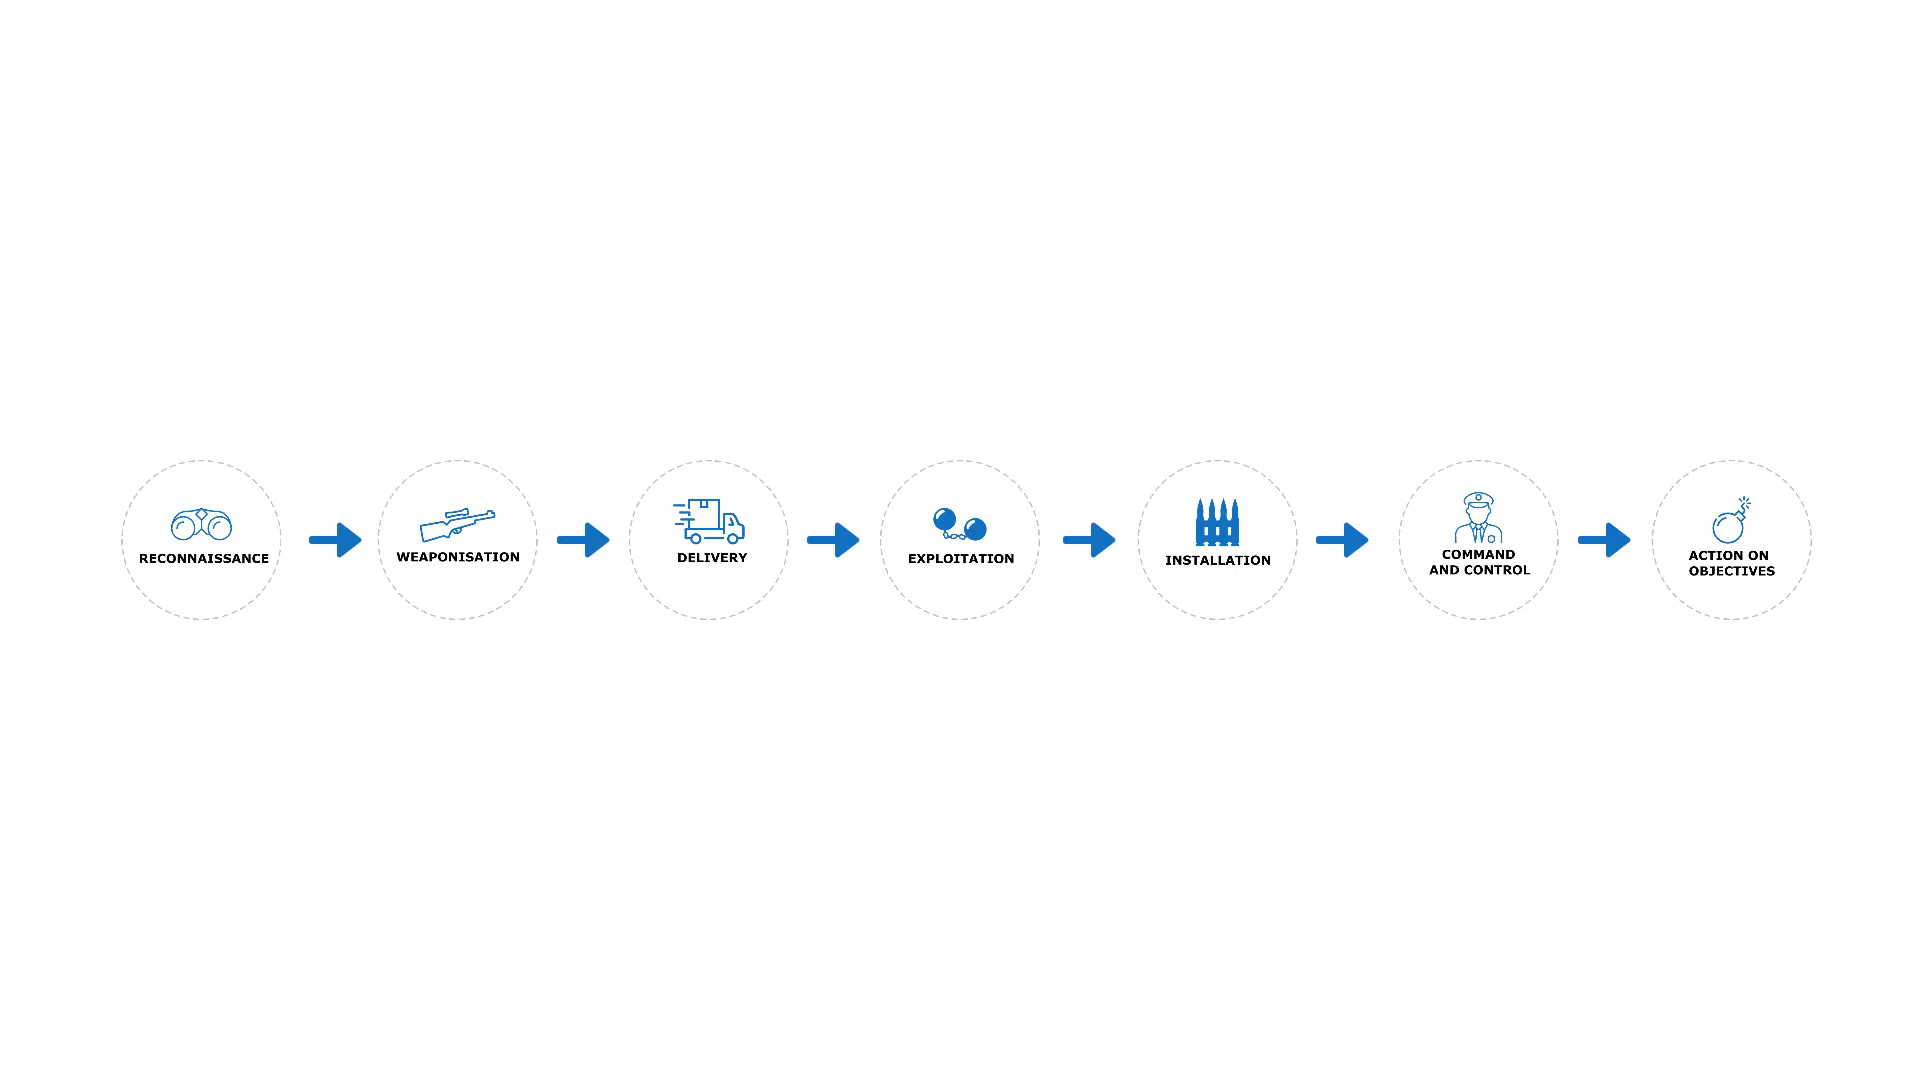 RECONNAISSANCE
WEAPONISATION
DELIVERY
EXPLOITATION
INSTALLATION
COMMAND
AND CONTROL
ACTION ON
OBJECTIVES